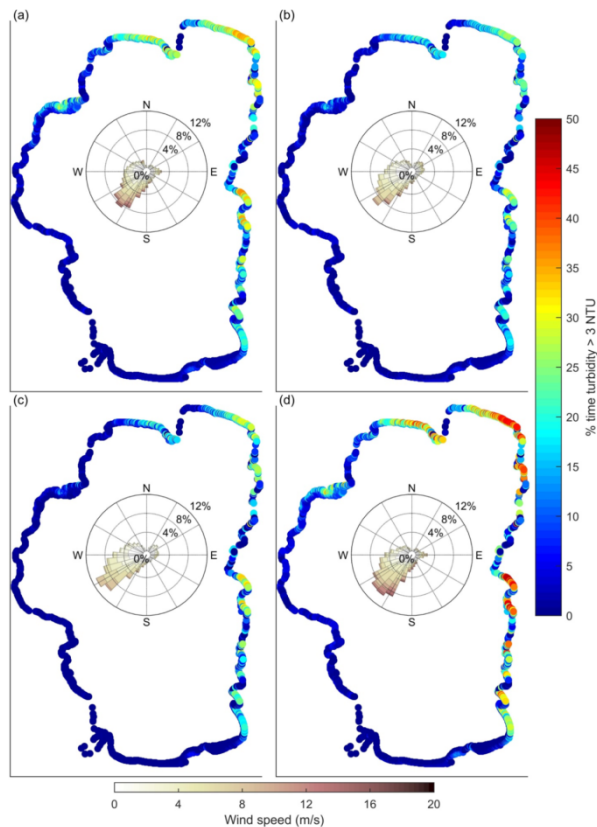 (a)
N
12%
8%
4%
W
0%
E
S
(b)
N
12%
8%
4%
W
0%
E
S
(c)
N
12%
8%
4%
W
0%
E
S
(d)
N
12%
8%
4%
W
0%
E
S
50
45
40
35
30
25
20
15
10
5
0
% time turbidity > 3 NTU
0 4 8 12 16 20
Wind speed (m/s)